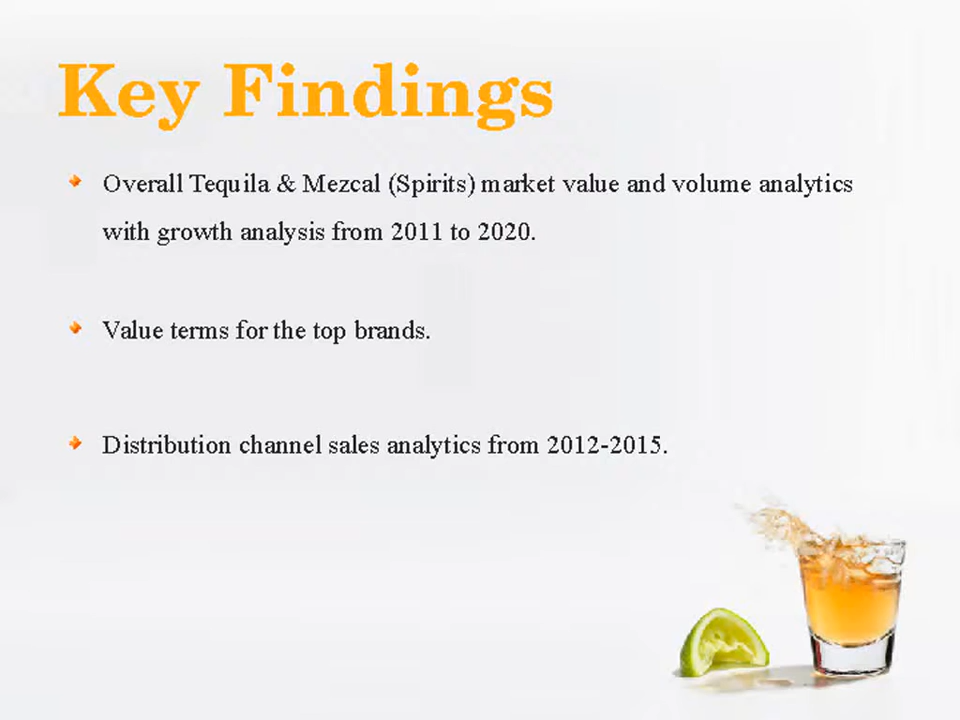 Key Findings
Overall Tequila & Mezcal (Spirits) market value and volume analytics
with growth analysis from 2011 to 2020.
Value terms for the top brands.
Distribution channel sales analytics from 2012-2015.